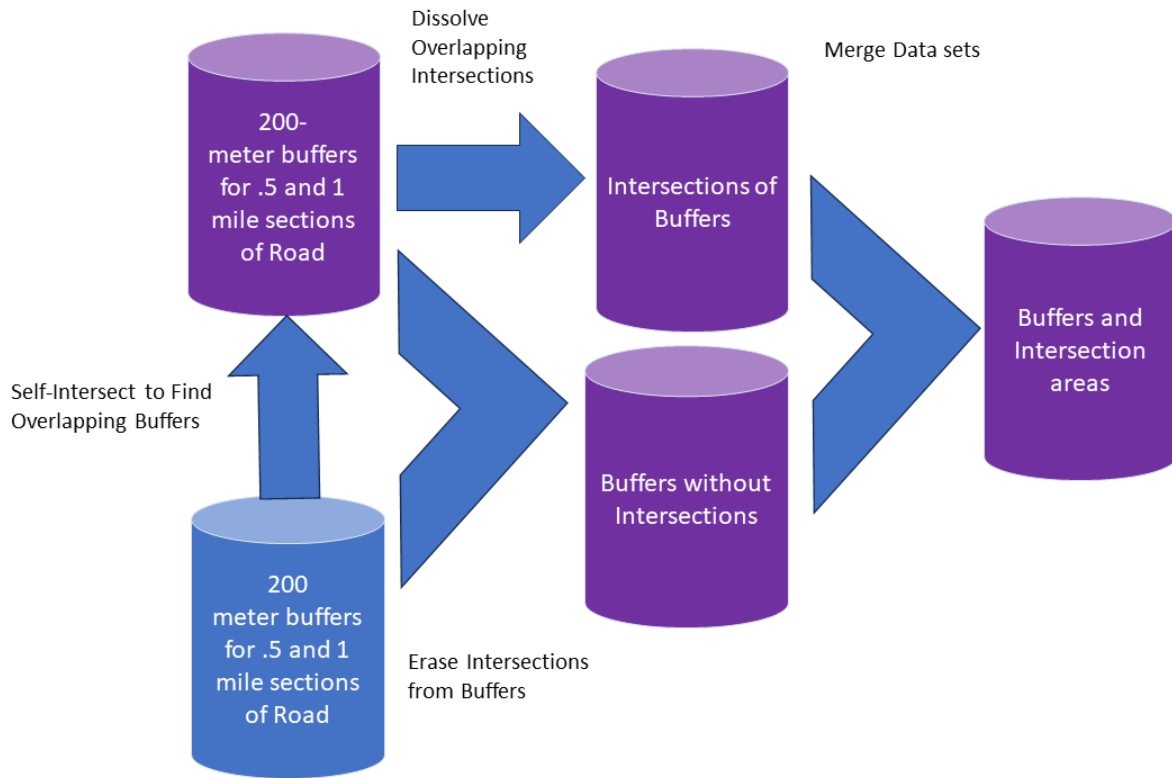 Dissolve
Overlapping
Intersections
Merge Data sets
200-
meter buffers
for .5 and 1
mile sections
of Road
Intersections of
Buffers
Buffers and
Intersection
areas
Self-Intersect to Find
Overlapping Buffers
Buffers without
Intersections
200
meter buffers
for .5 and 1
mile sections
of Road
Erase Intersections
from Buffers